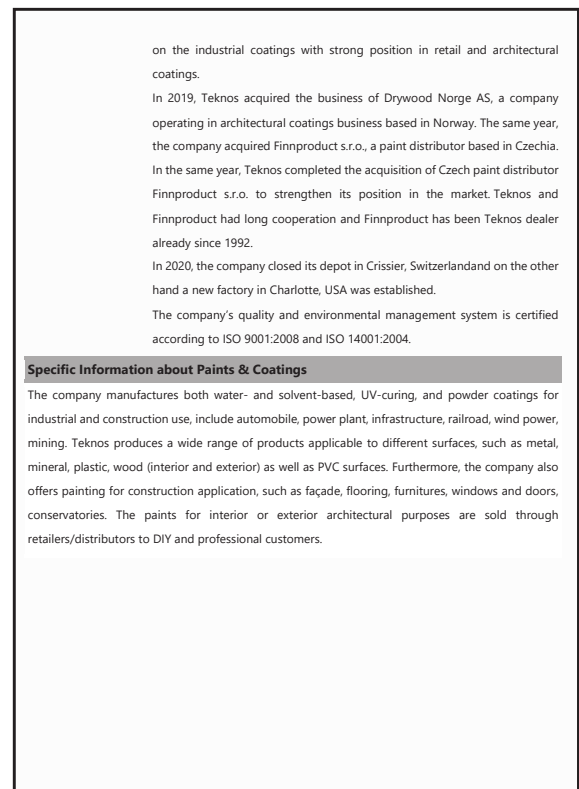 on the industrial coatings with strong position in retail and architectural
coatings.
In 2019, Teknos acquired the business of Drywood Norge AS, a company
operating in architectural coatings business based in Norway. The same year,
the company acquired Finnproduct s.r.o., a paint distributor based in Czechia.
In the same year, Teknos completed the acquisition of Czech paint distributor
Finnproduct s.r.o. to strengthen its position in the market. Teknos and
Finnproduct had long cooperation and Finnproduct has been Teknos dealer
already since 1992.
In 2020, the company closed its depot in Crissier, Switzerlandand on the other
hand a new factory in Charlotte, USA was established.
The company's quality and environmental management system is certified
according to ISO 9001:2008 and ISO 14001:2004.
Specific Information about Paints & Coatings
The company manufactures both water- and solvent-based, UV-curing, and powder coatings for
industrial and construction use, include automobile, power plant, infrastructure, railroad, wind power,
mining. Teknos produces a wide range of products applicable to different surfaces, such as metal,
mineral, plastic, wood (interior and exterior) as well as PVC surfaces. Furthermore, the company also
offers painting for construction application, such as façade, flooring, furnitures, windows and doors,
conservatories. The paints for interior or exterior architectural purposes are sold through
retailers/distributors to DIY and professional customers.